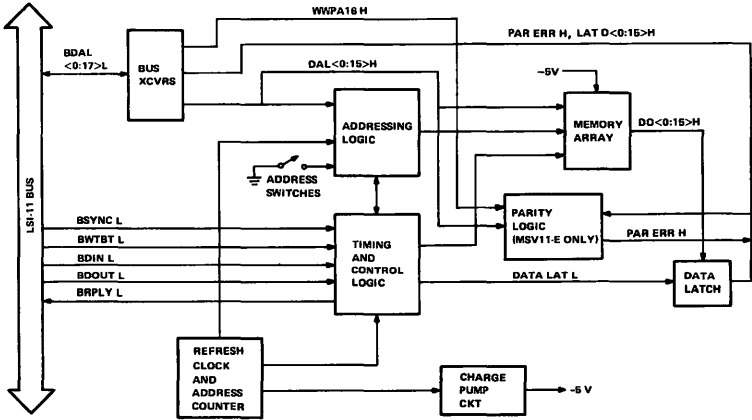 WWPA16 H
PAR ERR H, LAT D<0:15>H
BDAL
<0:17>L
BUS
XCVRS
DAL<0:15>H
-5V
ADDRESSING
LOGIC
MEMORY
ARRAY
DO<0:15>H
ADDRESS
SWITCHES
LSI-11 BUS
BSYNC L
BWTBT L
BDIN L
BDOUT L
BRPLY L
TIMING
AND
CONTROL
LOGIC
PARITY
LOGIC
(MSV11-E ONLY)
PAR ERR H
DATA LAT L
DATA
LATCH
REFRESH
CLOCK
AND
ADDRESS
COUNTER
CHARGE
PUMP
CKT
-5 V